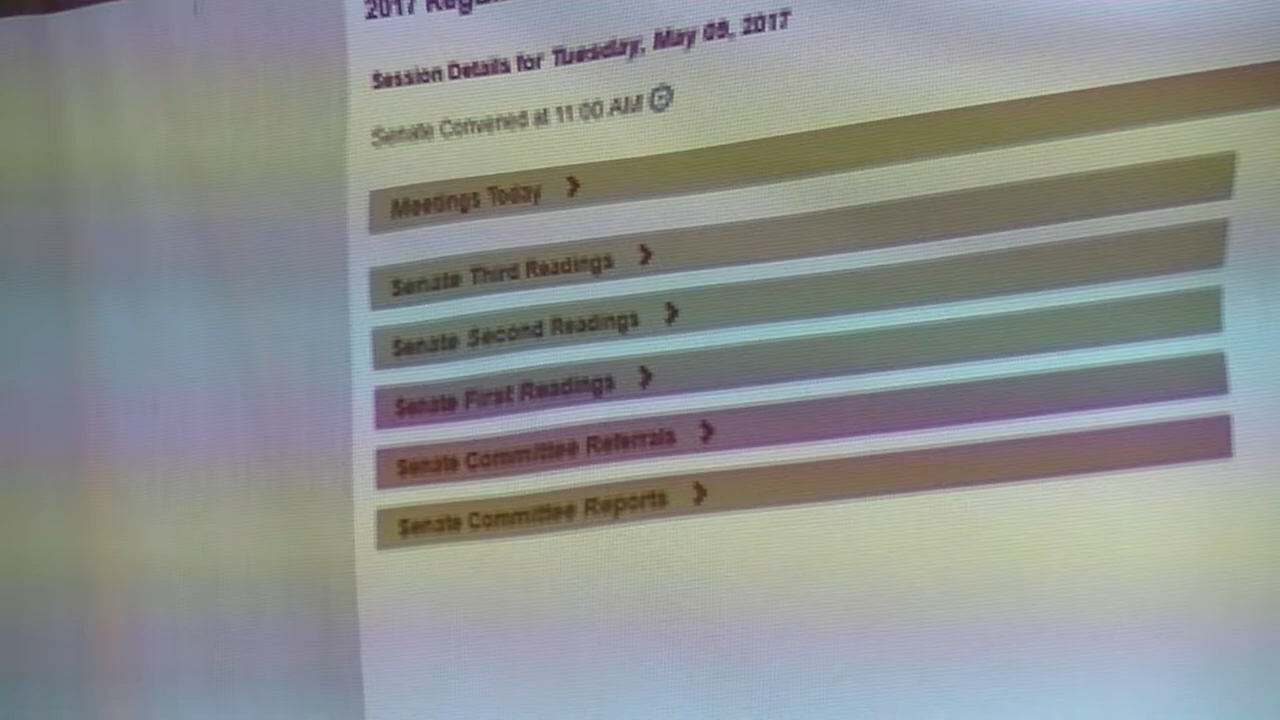 2017
Session Details for Tuesday, May 09, 2017
Senate Convened at 11:00 AM
Meetings Today
Senate Third Readings
Senate Second Readings
Senate First Readings
Senate Committee Referrals
Senate Committee Reports